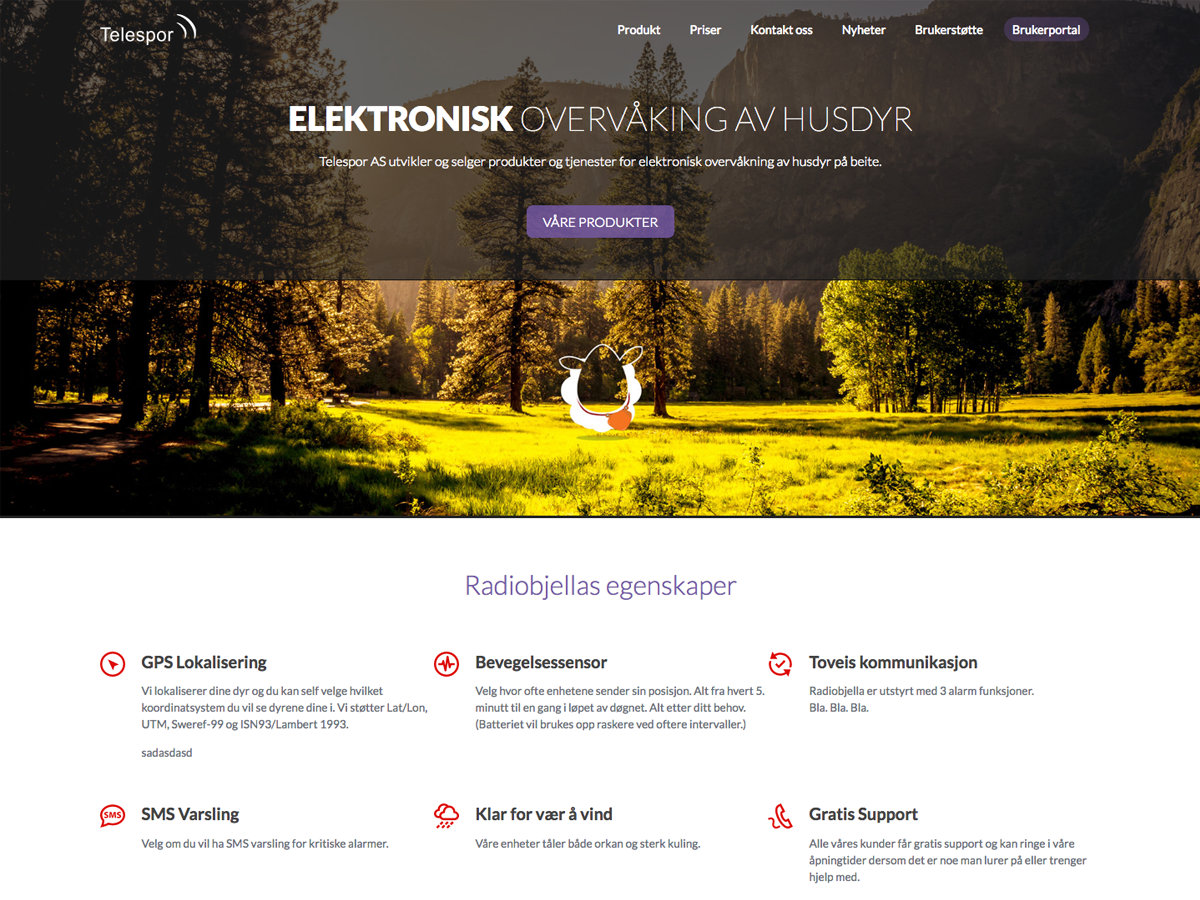 Telespor
Produkt Priser Kontakt oss Nyheter Brukerstøtte Brukerportal
ELEKTRONISK OVERVÅKING AV HUSDYR
Telespor AS utvikler og selger produkter og tjenester for elektronisk overvåkning av husdyr på beite.
VÅRE PRODUKTER
Radiobjellas egenskaper
GPS Lokalisering
Vi lokaliserer dine dyr og du kan self velge hvilket
koordinatsystem du vil se dyrene dine i. Vi støtter Lat/Lon,
UTM, Sweref-99 og ISN93/Lambert 1993.
sadasdasd
Bevegelsessensor
Velg hvor ofte enhetene sender sin posisjon. Alt fra hvert 5.
minutt til en gang i løpet av døgnet. Alt etter ditt behov.
(Batteriet vil brukes opp raskere ved oftere intervaller.)
Toveis kommunikasjon
Radiobjella er utstyrt med 3 alarm funksjoner.
Bla. Bla. Bla.
SMS
SMS Varsling
Velg om du vil ha SMS varsling for kritiske alarmer.
Klar for vær å vind
Våre enheter tåler både orkan og sterk kuling.
Gratis Support
Alle våres kunder får gratis support og kan ringe i våre
åpningtider dersom det er noe man lurer på eller trenger
hjelp med.